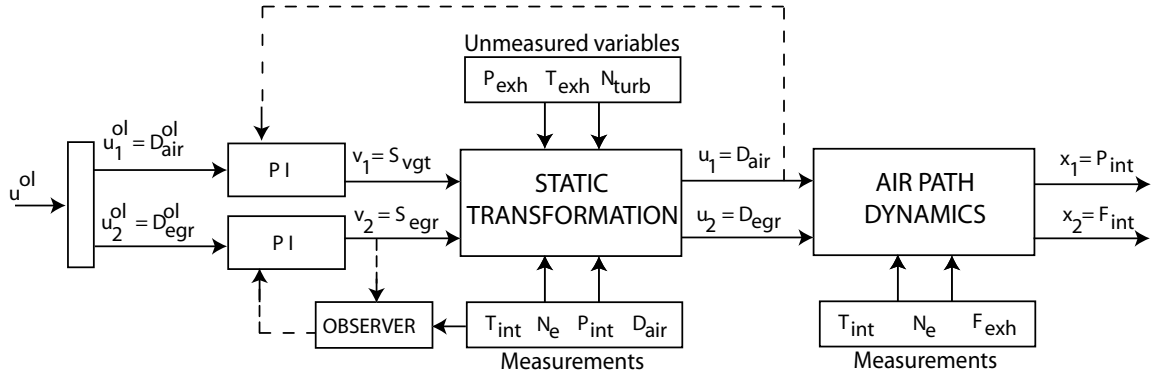 Unmeasured variables
P_exh T_exh N_turb
u_1^ol = D_air^ol
PI
v_1 = S_vgt
STATIC
TRANSFORMATION
u_1 = D_air
AIR PATH
DYNAMICS
x_1 = P_int
u^ol
u_2^ol = D_egr^ol
PI
v_2 = S_egr
u_2 = D_egr
x_2 = F_int
OBSERVER
T_int N_e P_int D_air
Measurements
T_int N_e F_exh
Measurements